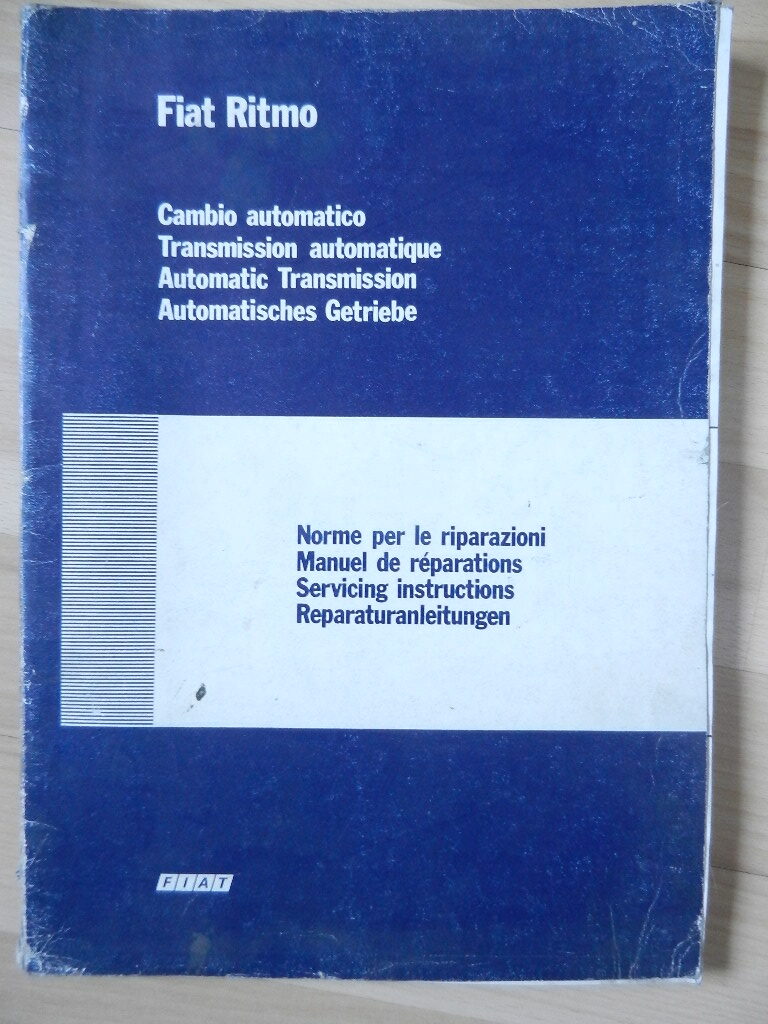 Fiat Ritmo
Cambio automatico
Transmission automatique
Automatic Transmission
Automatisches Getriebe
Norme per le riparazioni
Manuel de réparations
Servicing instructions
Reparaturanleitungen
FIAT